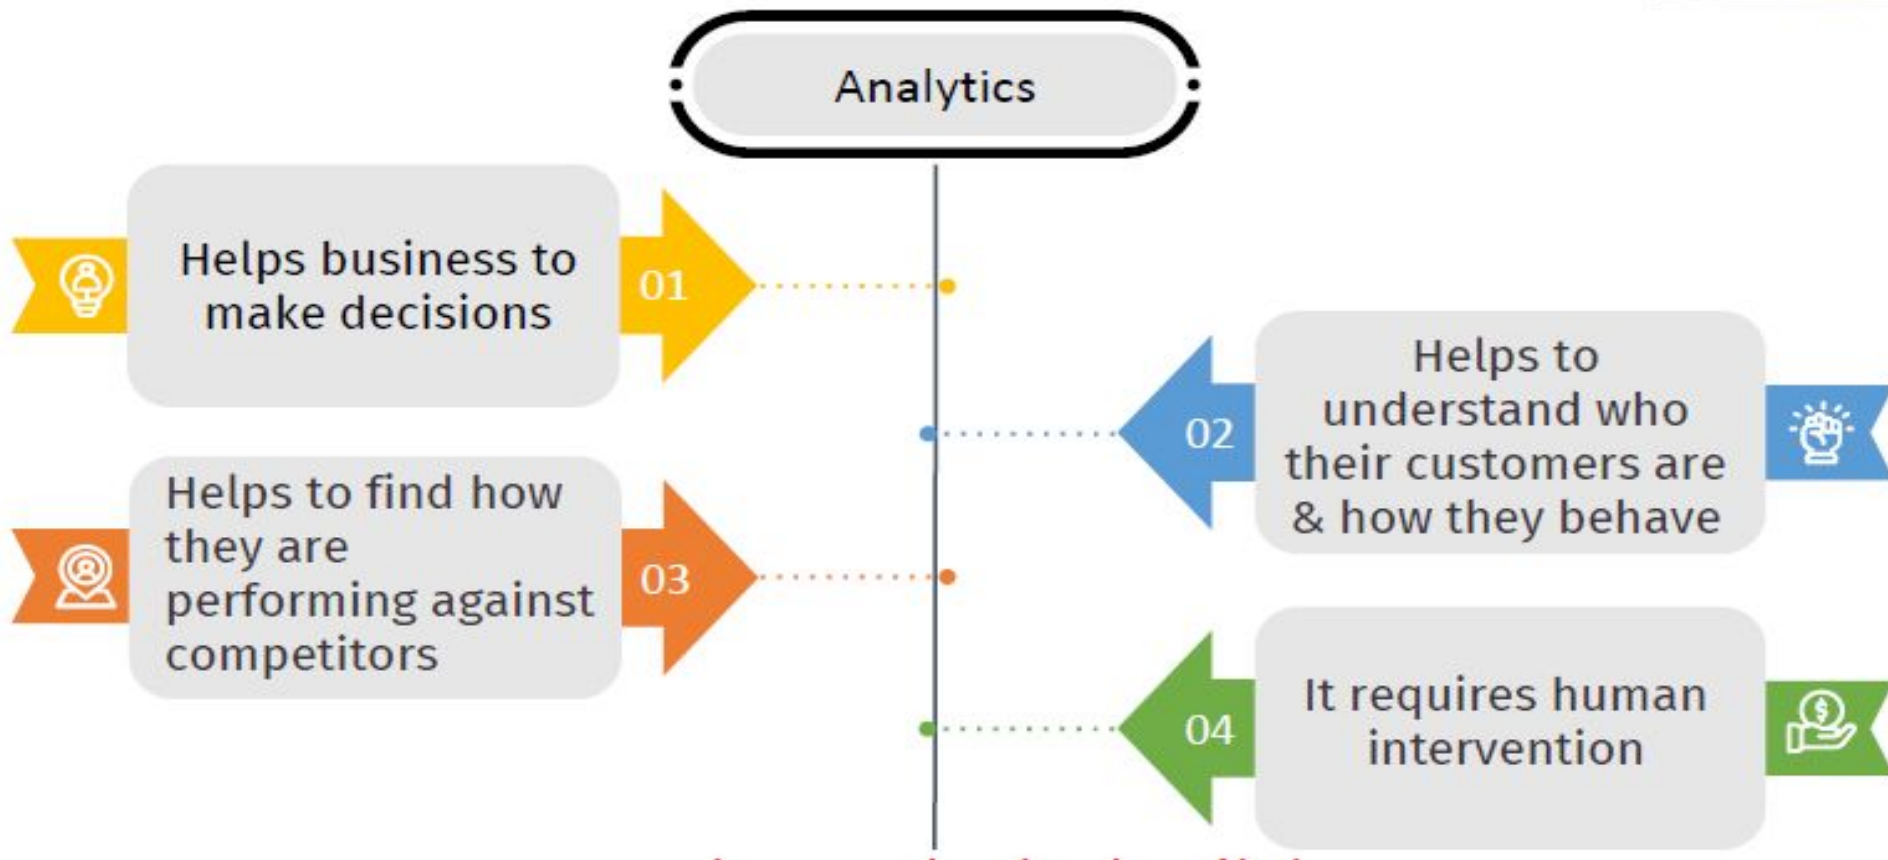 Analytics
Helps business to
make decisions
01
02
Helps to
understand who
their customers are
& how they behave
Helps to find how
they are
performing against
competitors
03
04
It requires human
intervention